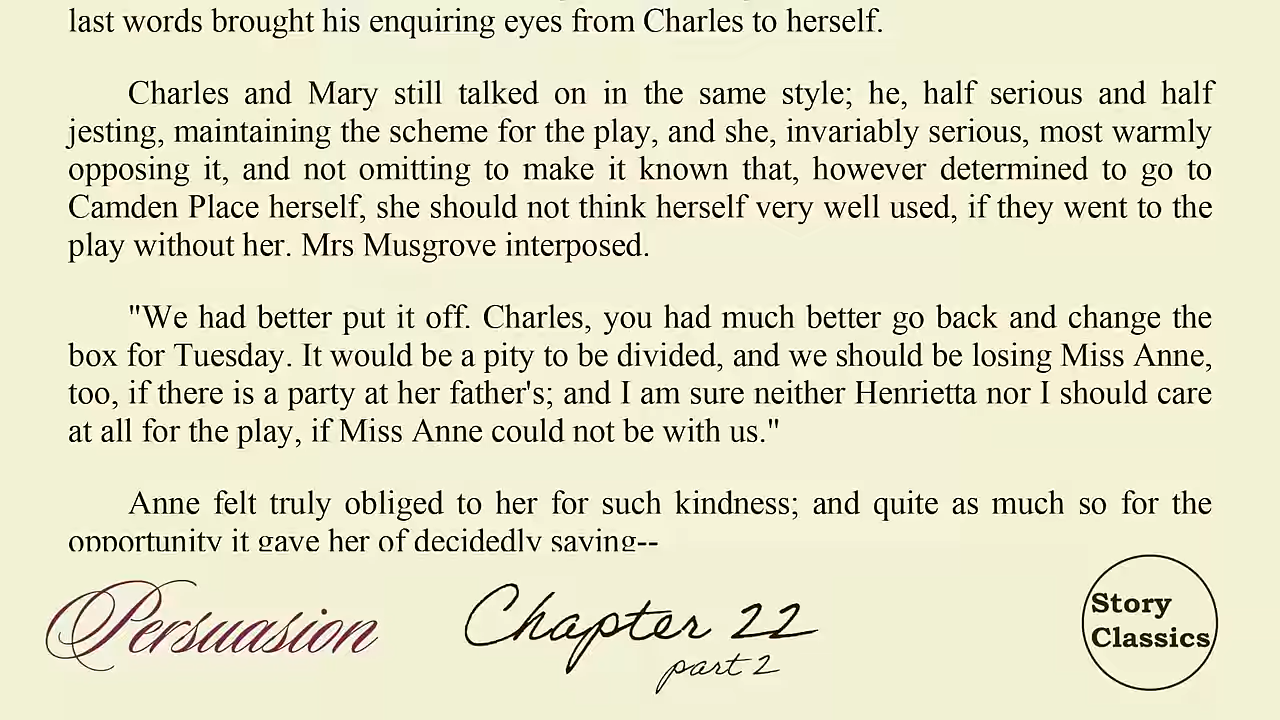 last words brought his enquiring eyes from Charles to herself.
Charles and Mary still talked on in the same style; he, half serious and half
jesting, maintaining the scheme for the play, and she, invariably serious, most warmly
opposing it, and not omitting to make it known that, however determined to go to
Camden Place herself, she should not think herself very well used, if they went to the
play without her. Mrs Musgrove interposed.
"We had better put it off. Charles, you had much better go back and change the
box for Tuesday. It would be a pity to be divided, and we should be losing Miss Anne,
too, if there is a party at her father's; and I am sure neither Henrietta nor I should care
at all for the play, if Miss Anne could not be with us."
Anne felt truly obliged to her for such kindness; and quite as much so for the
opportunity it gave her of decidedly saying--
Persuasion
Chapter 22
part 2
Story
Classics